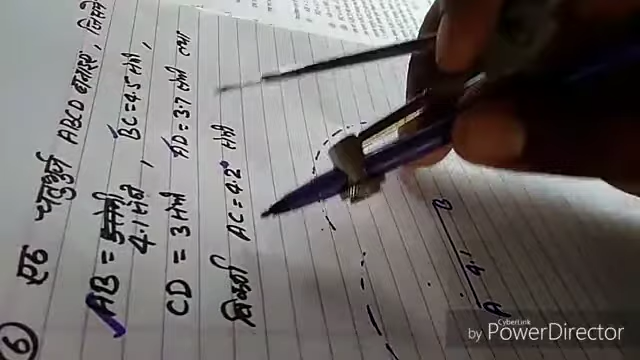 6 एक चतुर्भुज ABCD बनाइए, जिसमें
AB = 4.1 सेमी, BC = 4.5 सेमी,
CD = 3 सेमी AD = 3.7 सेमी तथा
विकर्ण AC = 4.2 सेमी
A 4.1 B
CyberLink
by PowerDirector